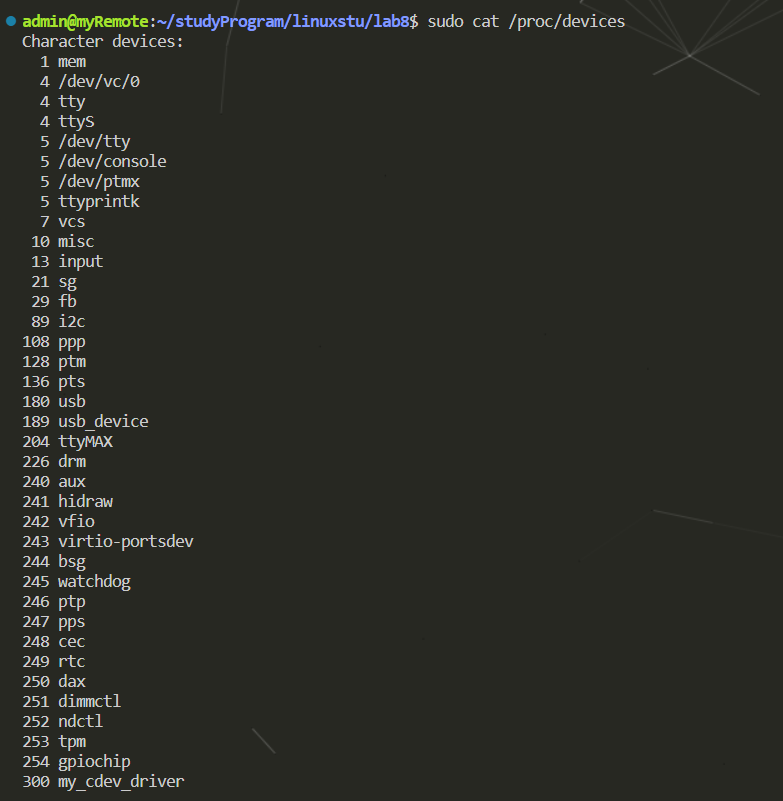 admin@myRemote:~/studyProgram/linuxstu/lab8$ sudo cat /proc/devices
Character devices:
  1 mem
  4 /dev/vc/0
  4 tty
  4 ttyS
  5 /dev/tty
  5 /dev/console
  5 /dev/ptmx
  5 ttyprintk
  7 vcs
 10 misc
 13 input
 21 sg
 29 fb
 89 i2c
108 ppp
128 ptm
136 pts
180 usb
189 usb_device
204 ttyMAX
226 drm
240 aux
241 hidraw
242 vfio
243 virtio-portsdev
244 bsg
245 watchdog
246 ptp
247 pps
248 cec
249 rtc
250 dax
251 dimmctl
252 ndctl
253 tpm
254 gpiochip
300 my_cdev_driver